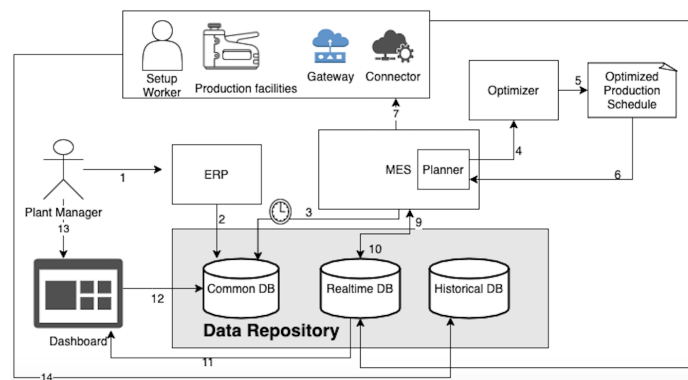 Setup
Worker
Production facilities
Gateway
Connector
Optimizer
5
Optimized
Production
Schedule
7
MES
Planner
4
6
1
ERP
Plant Manager
2
3
9
13
10
Common DB
Realtime DB
Historical DB
12
Data Repository
Dashboard
11
14